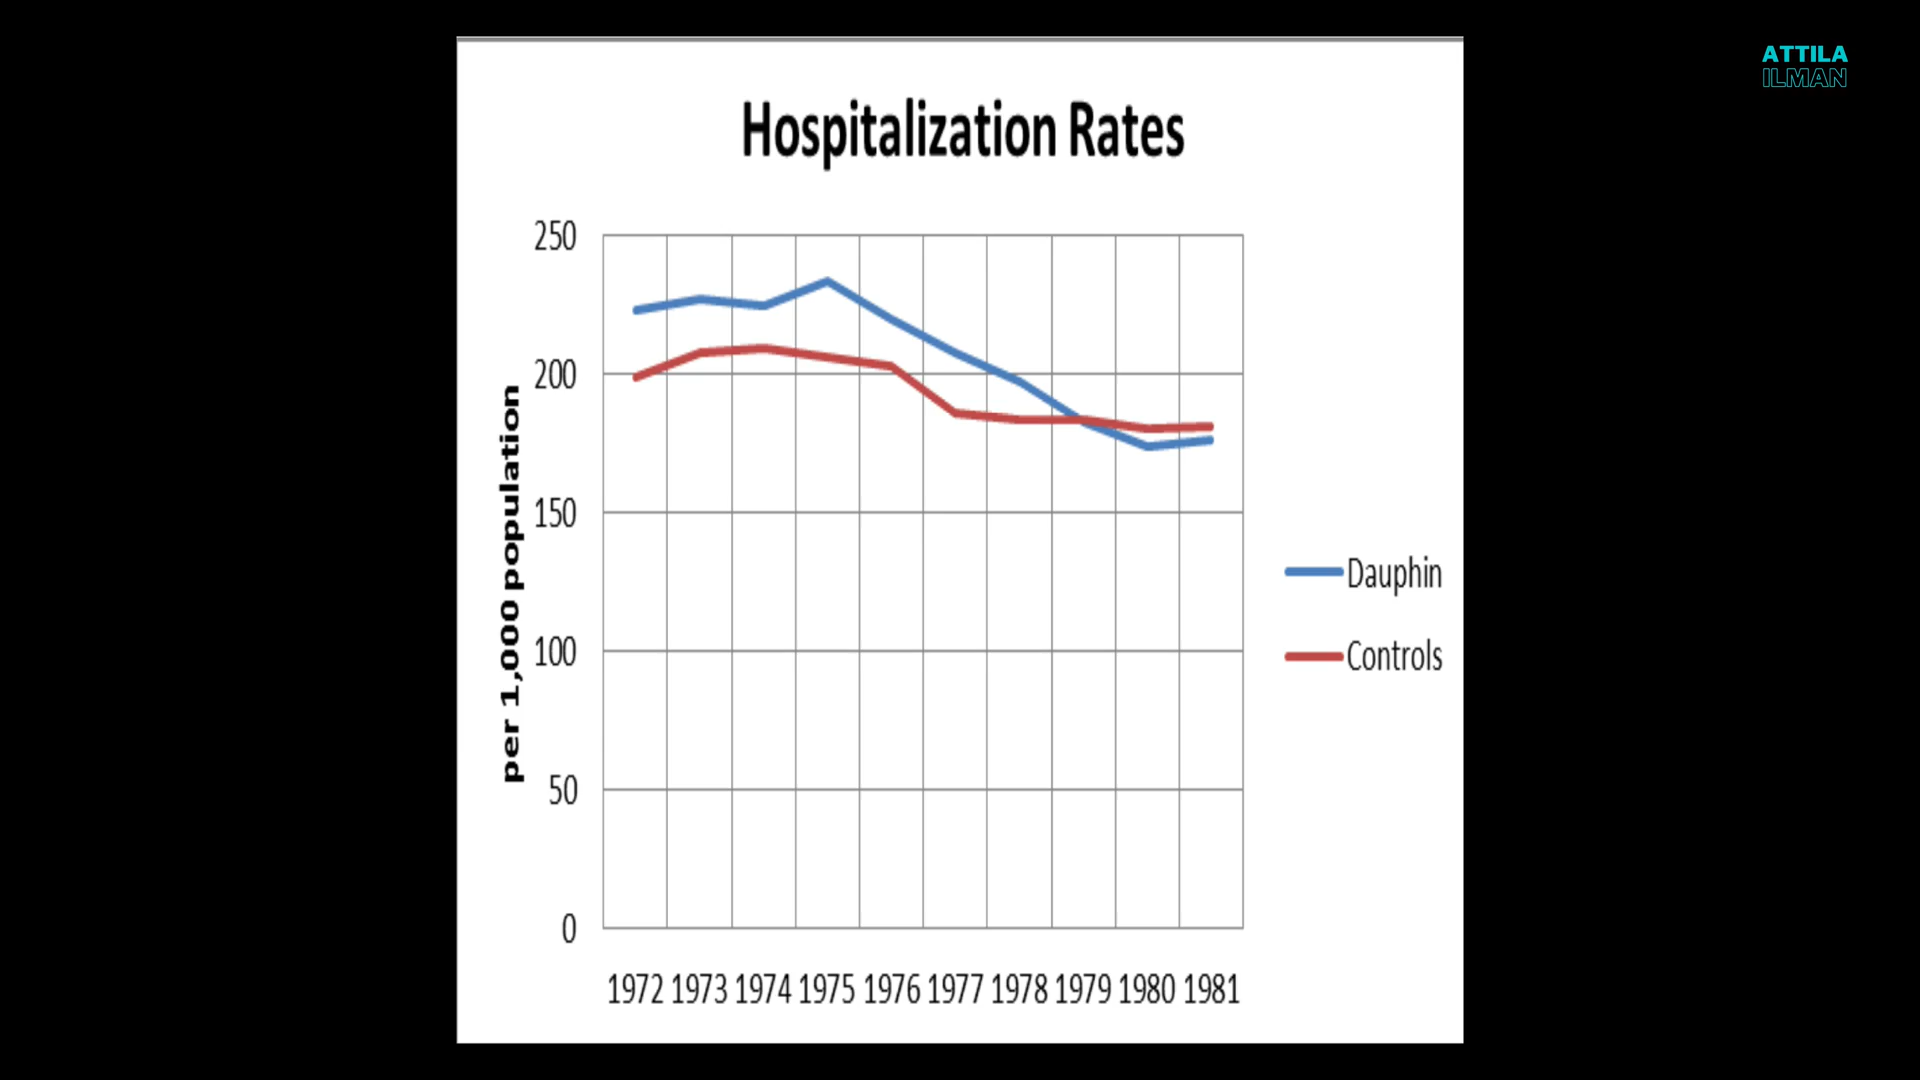 ATTILA
ILMAN
Hospitalization Rates
per 1,000 population
250
200
150
100
50
0
1972 1973 1974 1975 1976 1977 1978 1979 1980 1981
Dauphin
Controls